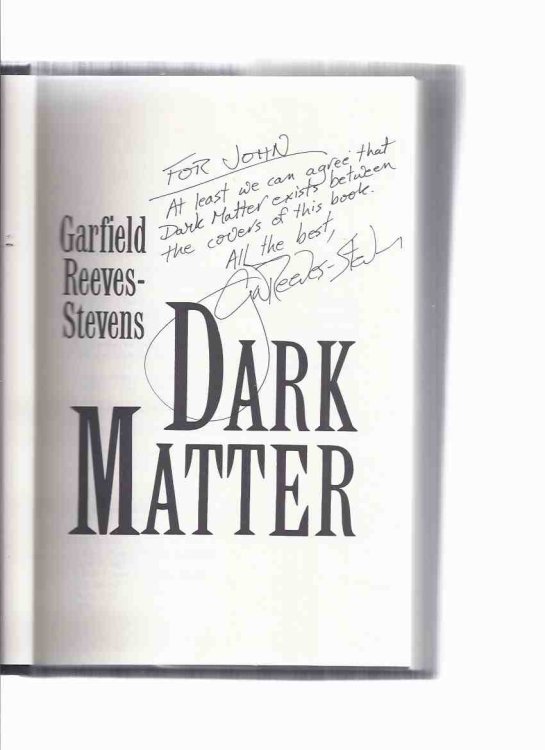 FOR JOHN
At least we can agree that
Dark Matter exists between
the covers of this book.
All the best,
Garfield
Reeves-
Stevens
DARK
MATTER